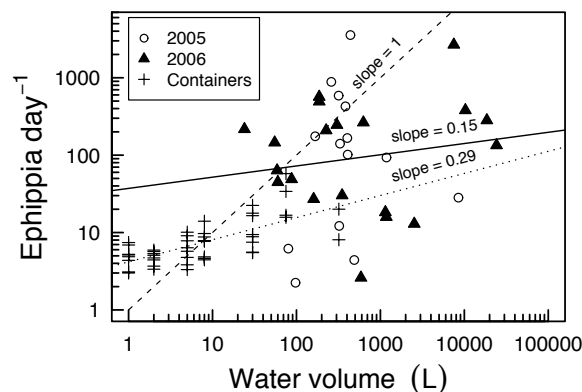 2005
2006
Containers
slope = 1
slope = 0.15
slope = 0.29
Ephippia day⁻¹
1000
100
10
1
1 10 100 1000 10000 100000
Water volume (L)